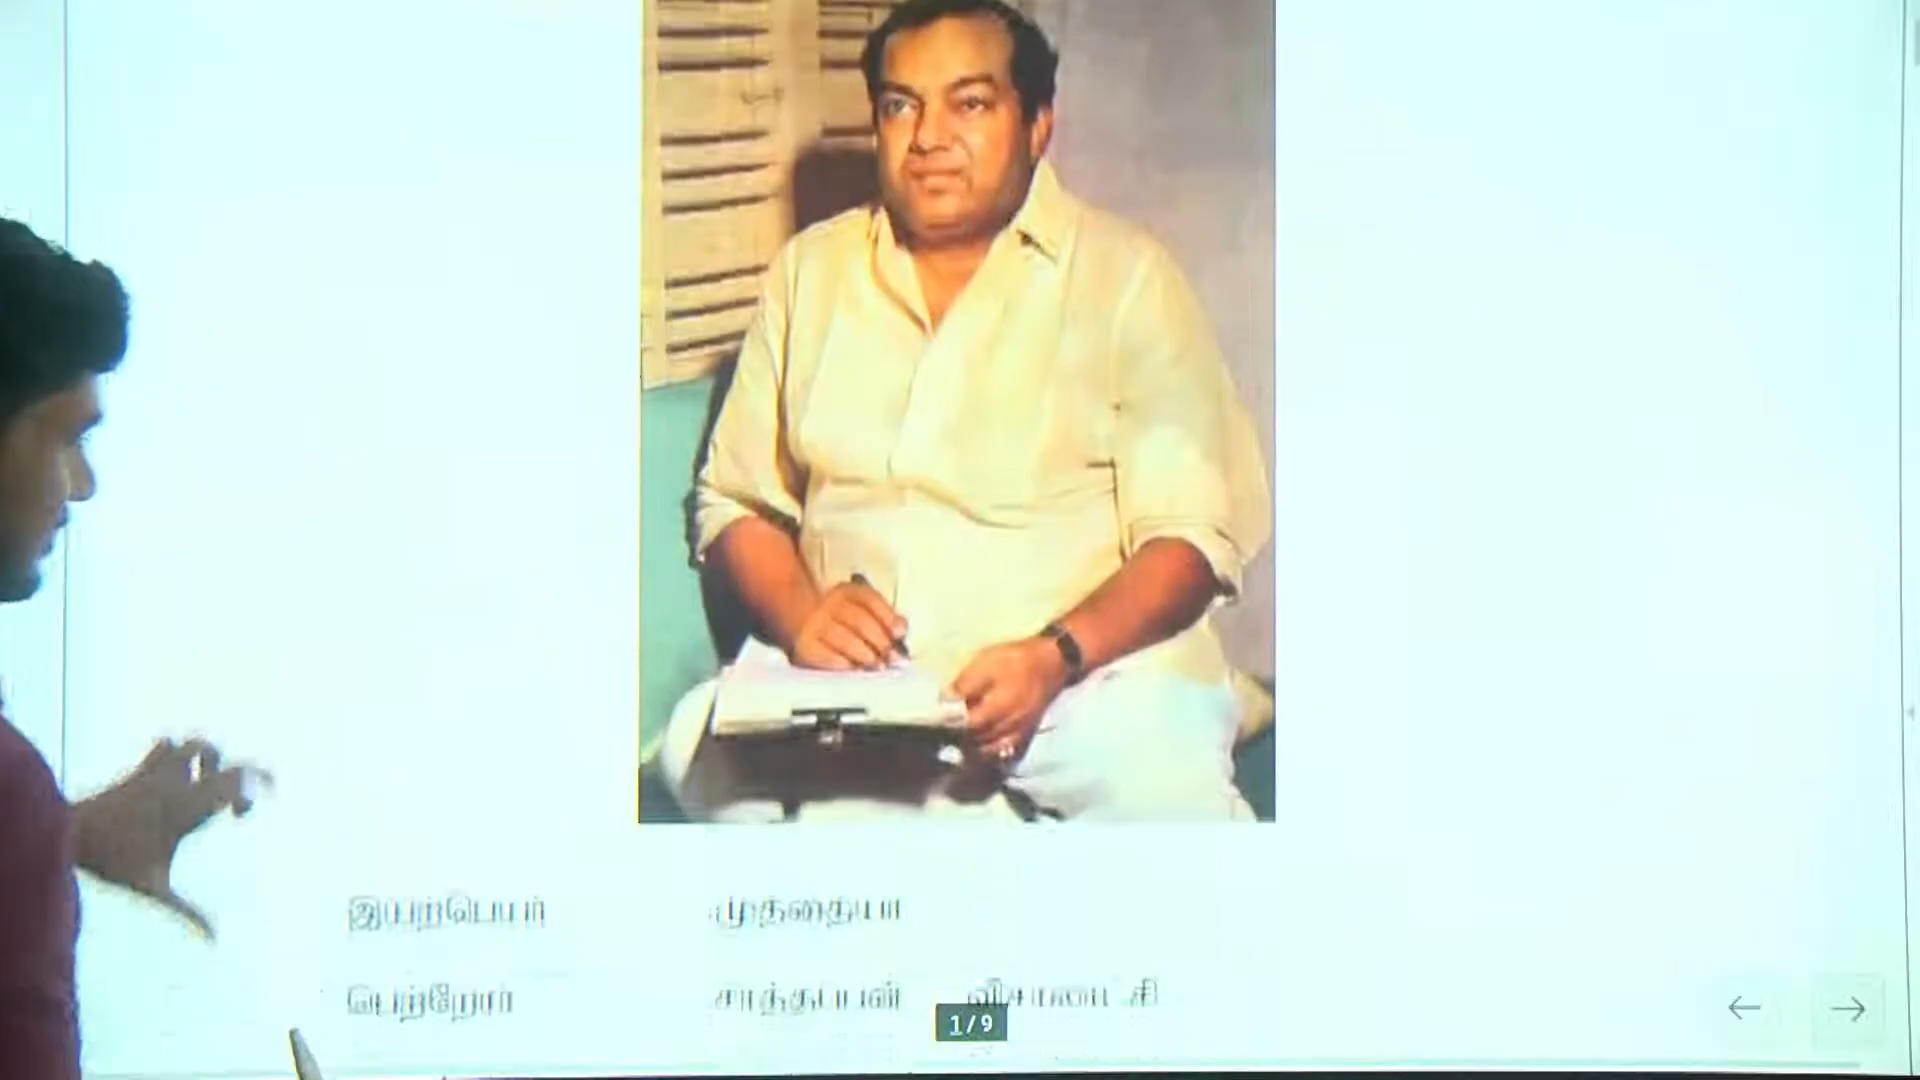 இயற்பெயர் முத்தையா
பெற்றோர் சாத்தப்பன் விசாலாட்சி
1/9